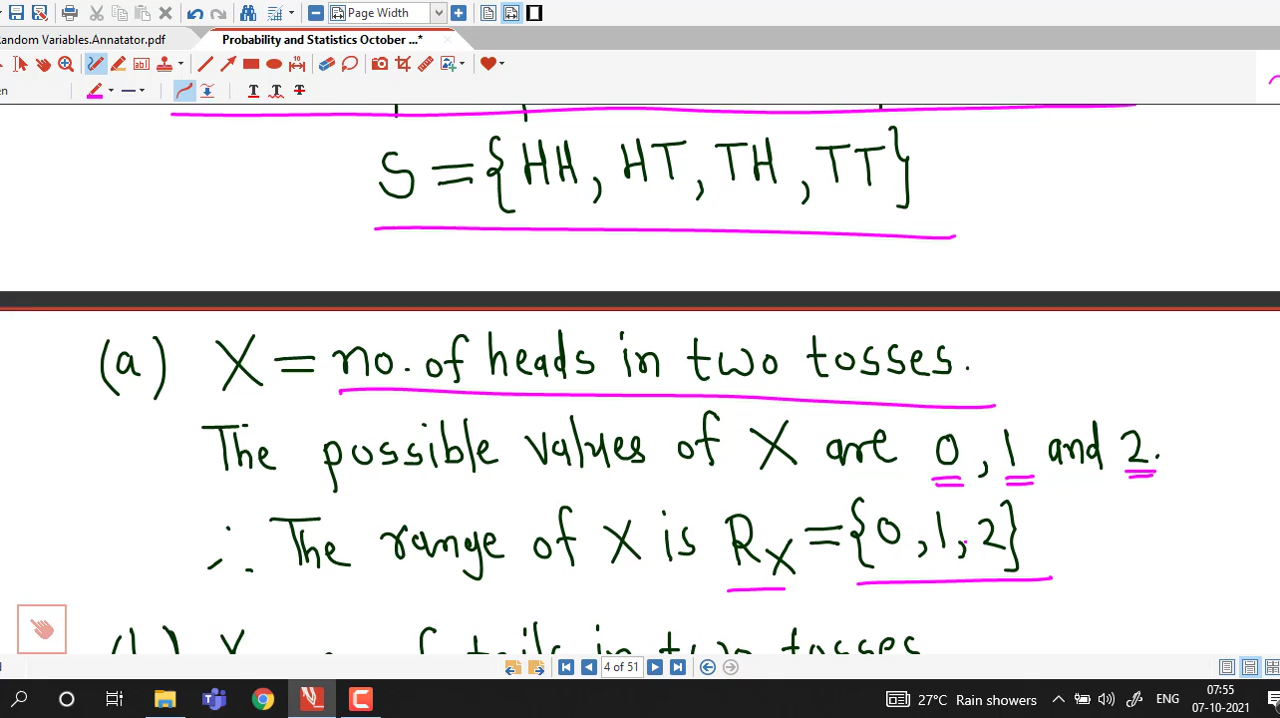 Page Width
Random Variables.Annatator.pdf
Probability and Statistics October ...*
S = {HH, HT, TH, TT}
(a) X = no. of heads in two tosses.
The possible values of X are 0, 1 and 2.
∴ The range of X is R_X = {0, 1, 2}
4 of 51
27°C Rain showers
ENG
07:55
07-10-2021